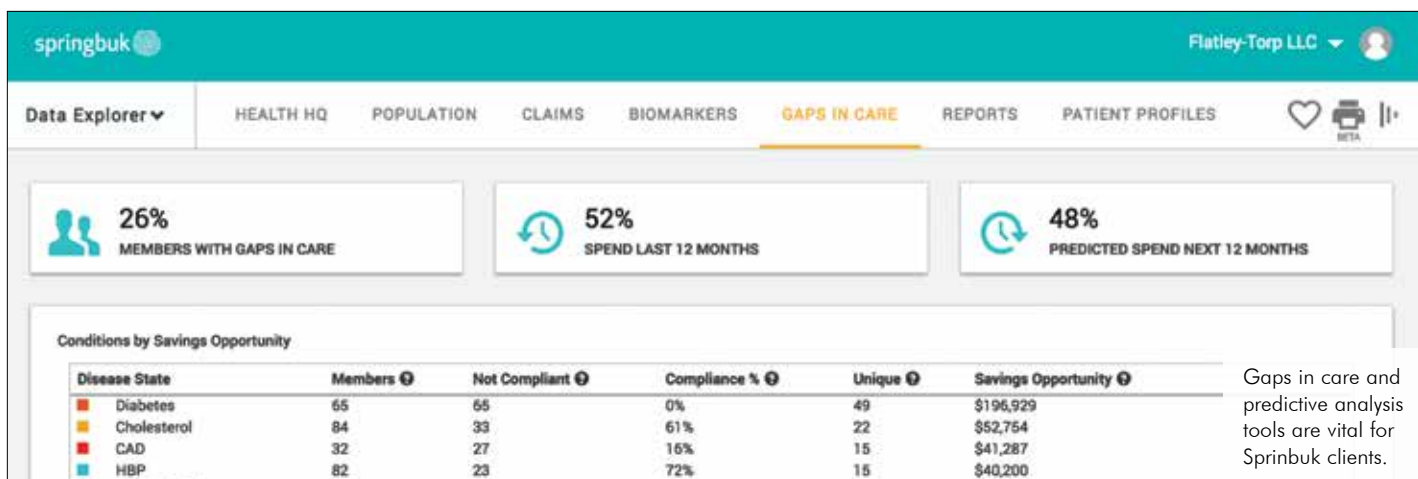 springbuk
Flatley-Torp LLC
Data Explorer HEALTH HQ POPULATION CLAIMS BIOMARKERS GAPS IN CARE REPORTS PATIENT PROFILES
BETA
26%
MEMBERS WITH GAPS IN CARE
52%
SPEND LAST 12 MONTHS
48%
PREDICTED SPEND NEXT 12 MONTHS
Conditions by Savings Opportunity
Disease State Members Not Compliant Compliance % Unique Savings Opportunity
Diabetes 65 65 0% 49 $196,929
Cholesterol 84 33 61% 22 $52,754
CAD 32 27 16% 15 $41,287
HBP 82 23 72% 15 $40,200
Gaps in care and
predictive analysis
tools are vital for
Sprinbuk clients.